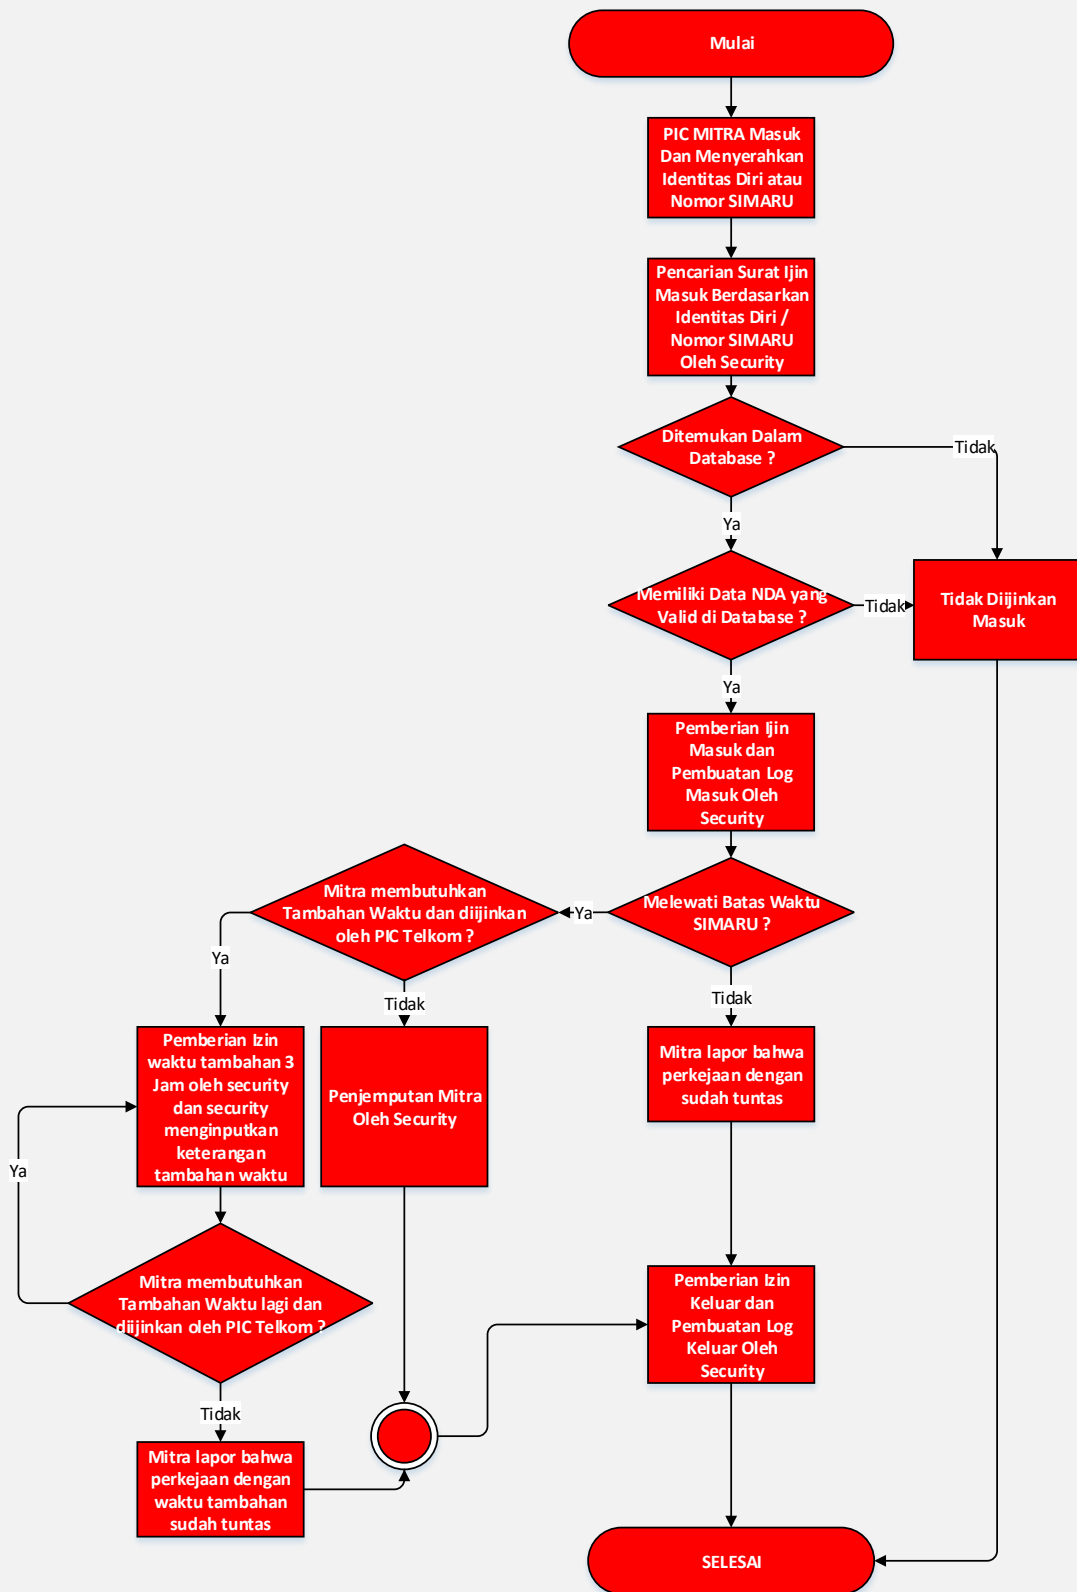 Mulai
PIC MITRA Masuk
Dan Menyerahkan
Identitas Diri atau
Nomor SIMARU
Pencarian Surat Ijin
Masuk Berdasarkan
Identitas Diri /
Nomor SIMARU
Oleh Security
Ditemukan Dalam
Database ?
Tidak
Ya
Memiliki Data NDA yang
Valid di Database ?
Tidak
Tidak Diijinkan
Masuk
Ya
Pemberian Ijin
Masuk dan
Pembuatan Log
Masuk Oleh
Security
Melewati Batas Waktu
SIMARU ?
Ya
Mitra membutuhkan
Tambahan Waktu dan diijinkan
oleh PIC Telkom ?
Ya
Tidak
Tidak
Pemberian Izin
waktu tambahan 3
Jam oleh security
dan security
menginputkan
keterangan
tambahan waktu
Penjemputan Mitra
Oleh Security
Mitra lapor bahwa
perkejaan dengan
sudah tuntas
Ya
Mitra membutuhkan
Tambahan Waktu lagi dan
diijinkan oleh PIC Telkom ?
Pemberian Izin
Keluar dan
Pembuatan Log
Keluar Oleh
Security
Tidak
Mitra lapor bahwa
perkejaan dengan
waktu tambahan
sudah tuntas
SELESAI